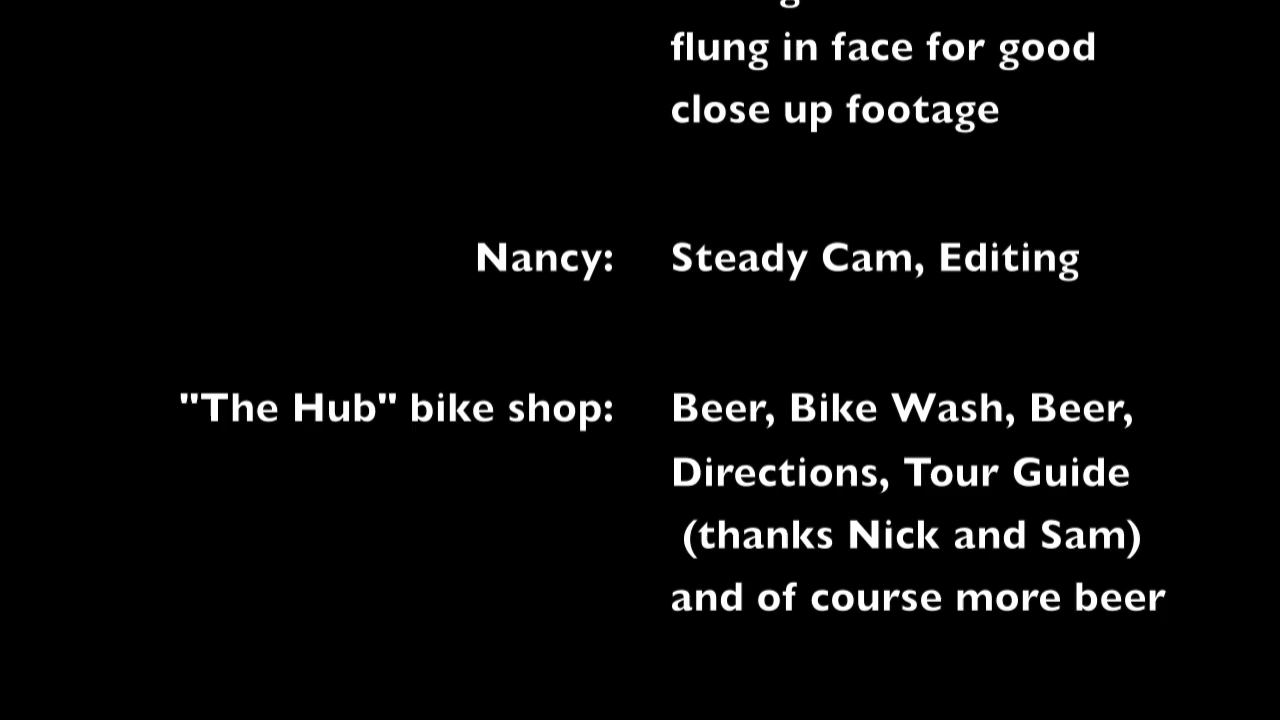 flung in face for good
close up footage
Nancy: Steady Cam, Editing
"The Hub" bike shop: Beer, Bike Wash, Beer,
Directions, Tour Guide
(thanks Nick and Sam)
and of course more beer